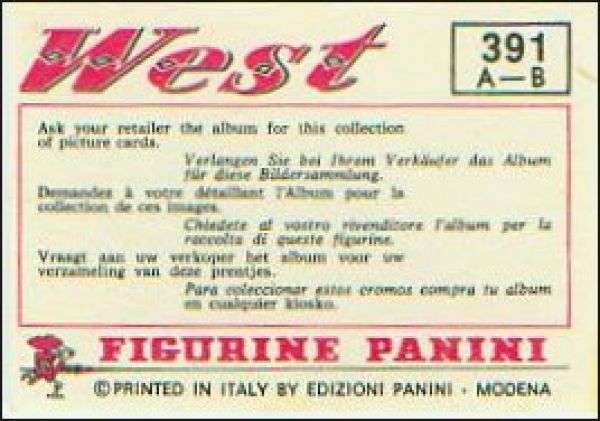 West
391
A—B
Ask your retailer the album for this collection
of picture cards.
Verlangen Sie bei Ihrem Verkäufer das Album
für diese Bildersammlung.
Demandez à votre détaillant l'Album pour la
collection de ces images.
Chiedete al vostro rivenditore l'album per la
raccolta di queste figurine.
Vraagt aan uw verkoper het album voor uw
verzameling van deze prentjes.
Para coleccionar estos cromos compra tu album
en cualquier kiosko.
FIGURINE PANINI
©PRINTED IN ITALY BY EDIZIONI PANINI - MODENA